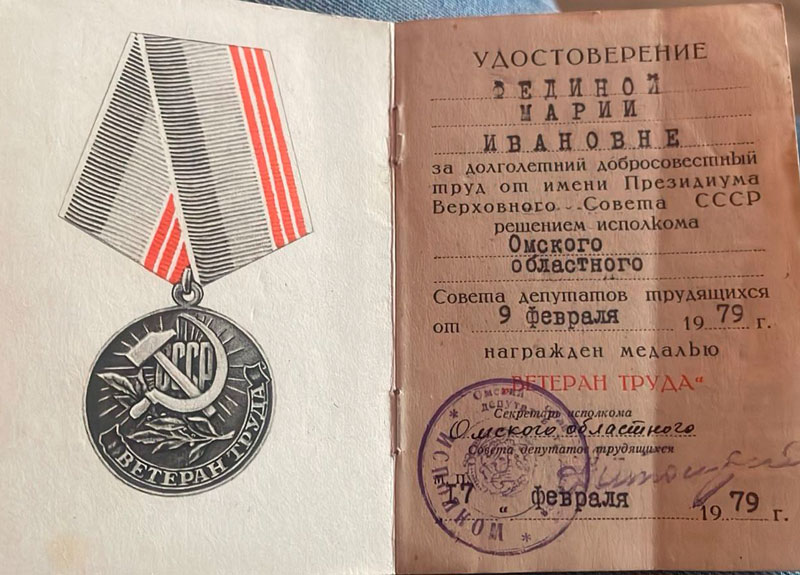 СССР
ВЕТЕРАН ТРУДА
УДОСТОВЕРЕНИЕ
ФЕДИНОЙ
МАРИИ
ИВАНОВНЕ
за долголетний добросовестный
труд от имени Президиума
Верховного Совета СССР
решением исполкома
Омского
областного
Совета депутатов трудящихся
от 9 февраля 1979 г.
награжден медалью
"ВЕТЕРАН ТРУДА"
Секретарь исполкома
Омского областного
Совета депутатов трудящихся
17 " февраля
1979 г.